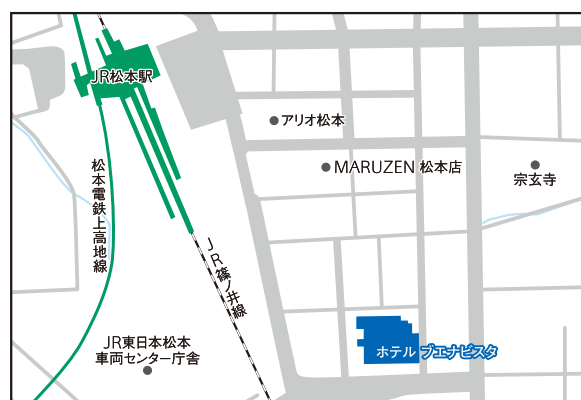 JR松本駅
アリオ松本
MARUZEN 松本店
宗玄寺
松本電鉄上高地線
JR篠ノ井線
JR東日本松本
車両センター庁舎
ホテル ブエナビスタ